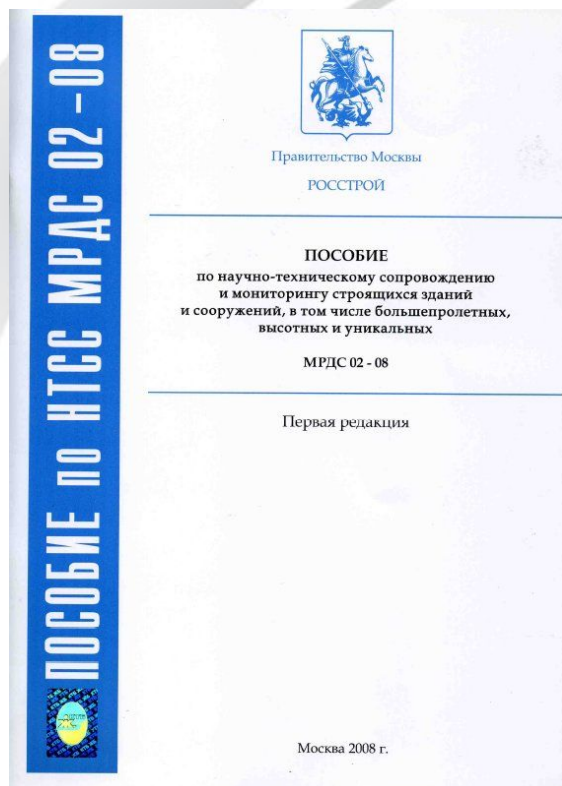 ПОСОБИЕ по НТСС МРДС 02-08
Правительство Москвы
РОССТРОЙ
ПОСОБИЕ
по научно-техническому сопровождению
и мониторингу строящихся зданий
и сооружений, в том числе большепролетных,
высотных и уникальных
МРДС 02 - 08
Первая редакция
Москва 2008 г.